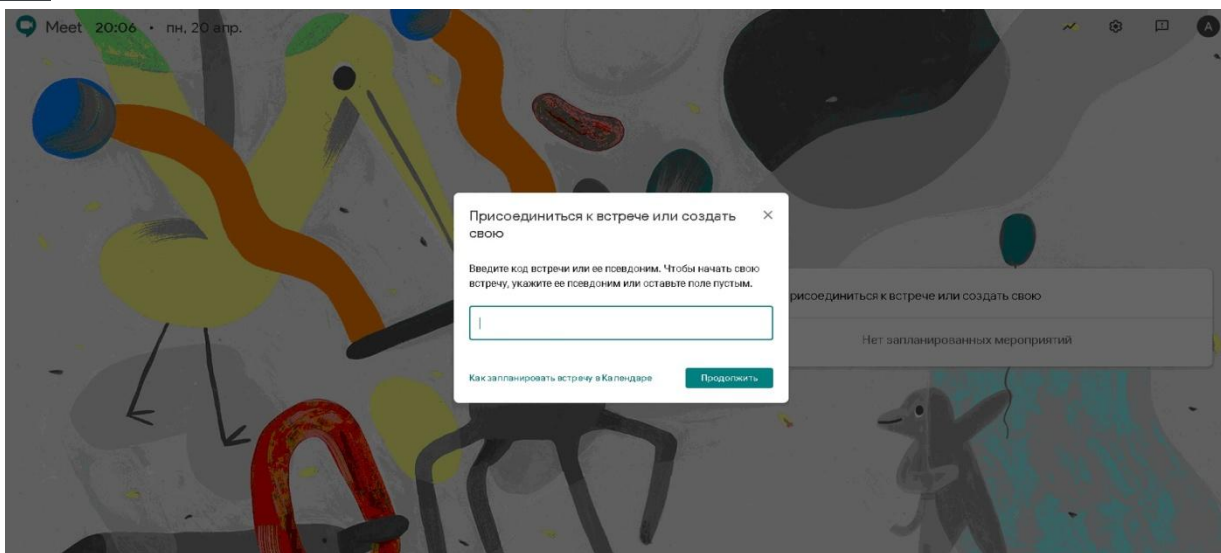 Meet 20:06 • пн, 20 апр.
A
Присоединиться к встрече или создать
свою
Введите код встречи или ее псевдоним. Чтобы начать свою
встречу, укажите ее псевдоним или оставьте поле пустым.
Как запланировать встречу в Календаре
Продолжить
рисоединиться к встрече или создать свою
Нет запланированных мероприятий